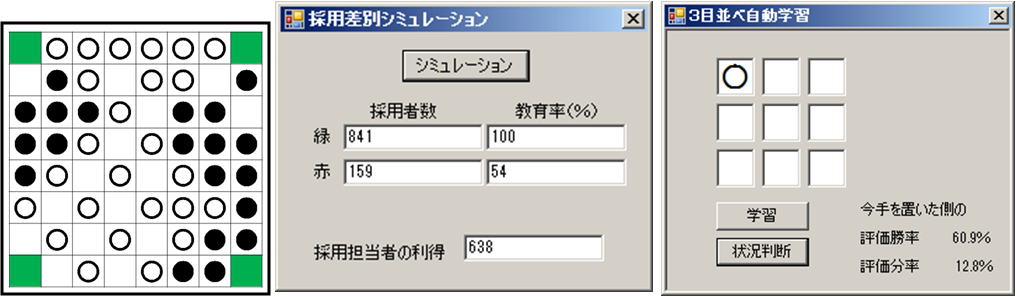 採用差別シミュレーション
シミュレーション
採用者数 教育率(%)
緑 841 100
赤 159 54
採用担当者の利得 638
3目並べ自動学習
学習
状況判断
今手を置いた側の
評価勝率 60.9%
評価分率 12.8%